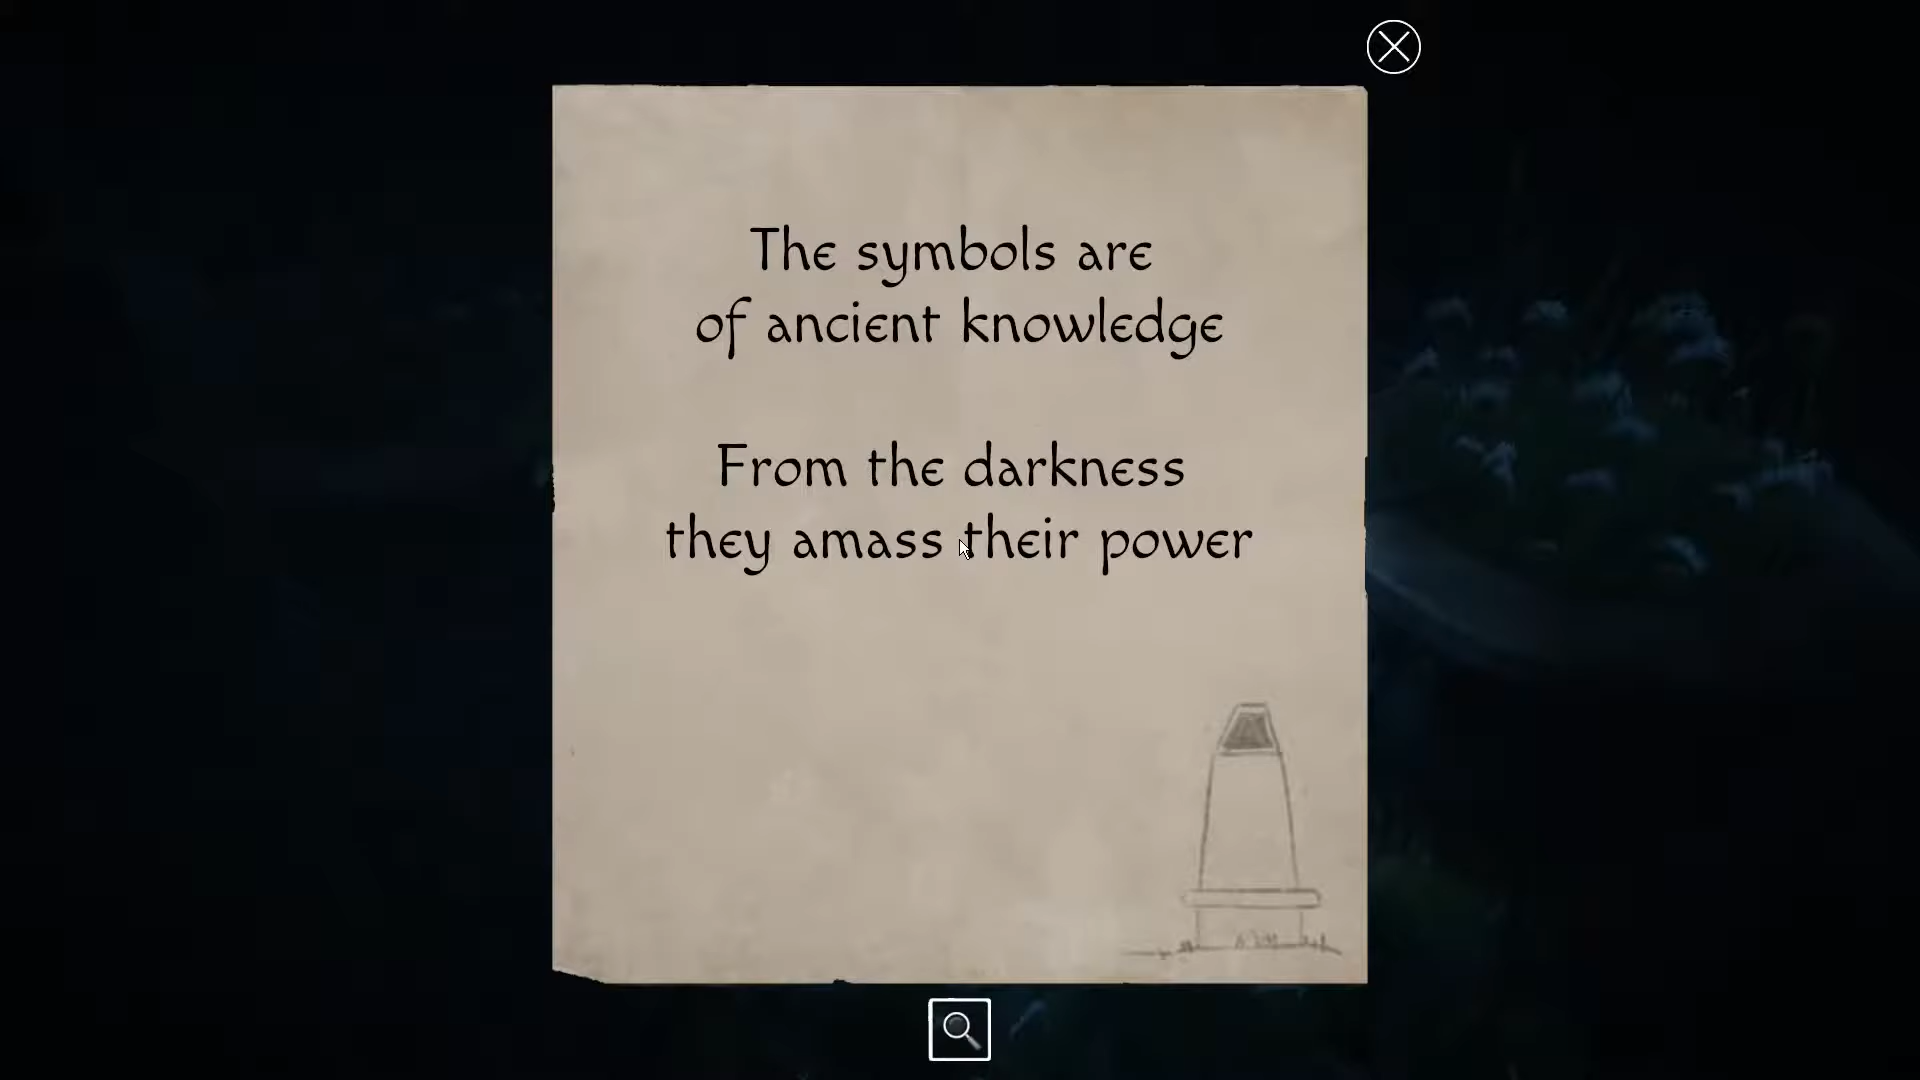 The symbols are
of ancient knowledge
From the darkness
they amass their power